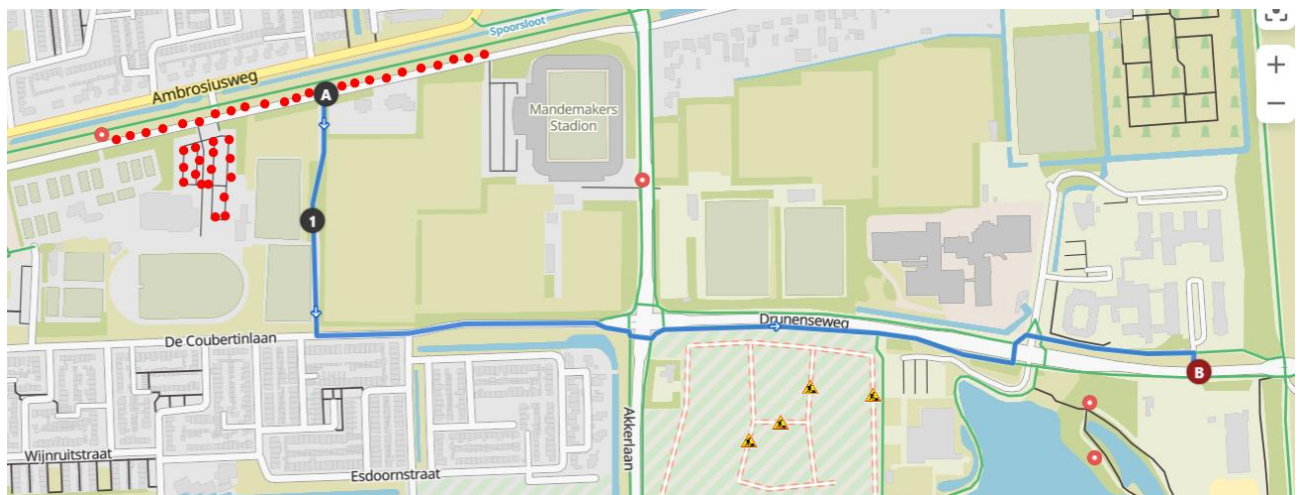 Spoorsloot
Ambrosiusweg
A
Mandemakers
Stadion
1
Drunenseweg
De Coubertinlaan
B
Akkerlaan
Wijnruitstraat
Esdoornstraat
+
−